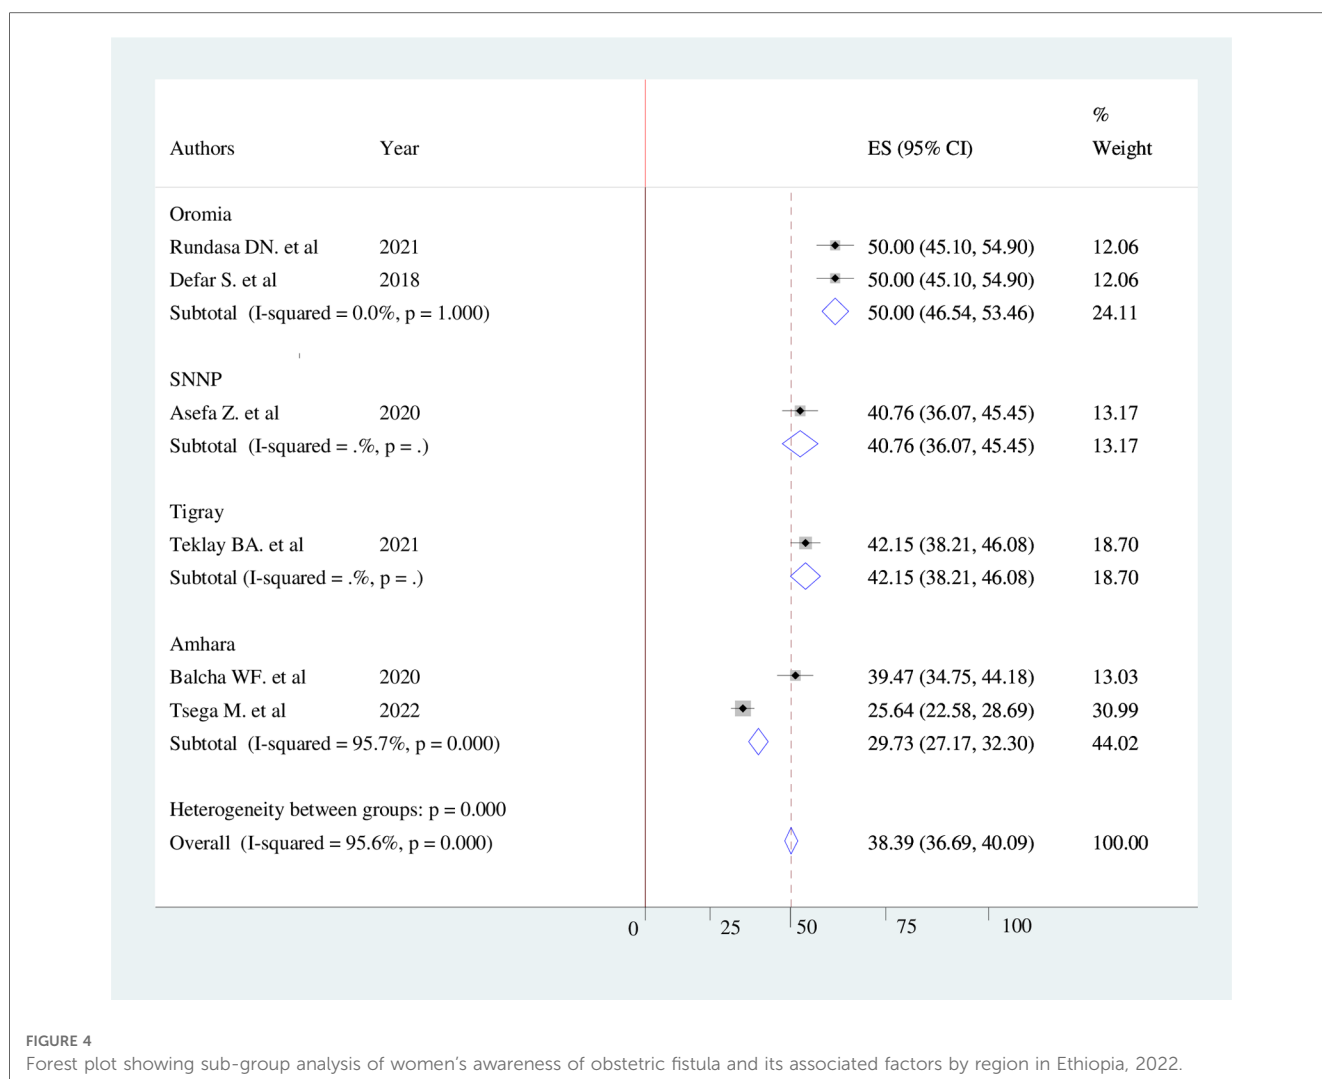 %
Authors Year ES (95% CI) Weight
Oromia
Rundasa DN. et al 2021 50.00 (45.10, 54.90) 12.06
Defar S. et al 2018 50.00 (45.10, 54.90) 12.06
Subtotal (I-squared = 0.0%, p = 1.000) 50.00 (46.54, 53.46) 24.11
SNNP
Asefa Z. et al 2020 40.76 (36.07, 45.45) 13.17
Subtotal (I-squared = .%, p = .) 40.76 (36.07, 45.45) 13.17
Tigray
Teklay BA. et al 2021 42.15 (38.21, 46.08) 18.70
Subtotal (I-squared = .%, p = .) 42.15 (38.21, 46.08) 18.70
Amhara
Balcha WF. et al 2020 39.47 (34.75, 44.18) 13.03
Tsega M. et al 2022 25.64 (22.58, 28.69) 30.99
Subtotal (I-squared = 95.7%, p = 0.000) 29.73 (27.17, 32.30) 44.02
Heterogeneity between groups: p = 0.000
Overall (I-squared = 95.6%, p = 0.000) 38.39 (36.69, 40.09) 100.00
0 25 50 75 100
FIGURE 4
Forest plot showing sub-group analysis of women's awareness of obstetric fistula and its associated factors by region in Ethiopia, 2022.